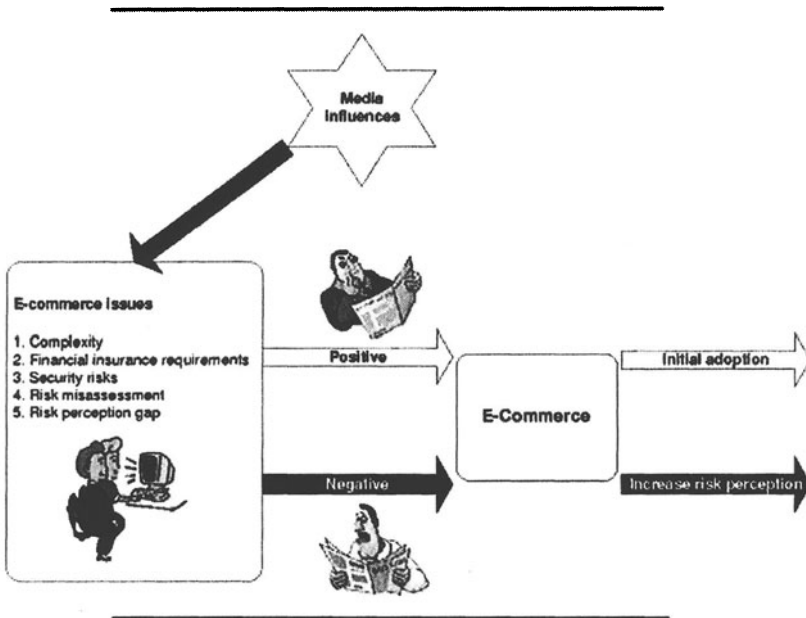 Media
Influences
E-commerce issues
1. Complexity
2. Financial insurance requirements
3. Security risks
4. Risk misassessment
5. Risk perception gap
Positive
Negative
E-Commerce
Initial adoption
Increase risk perception